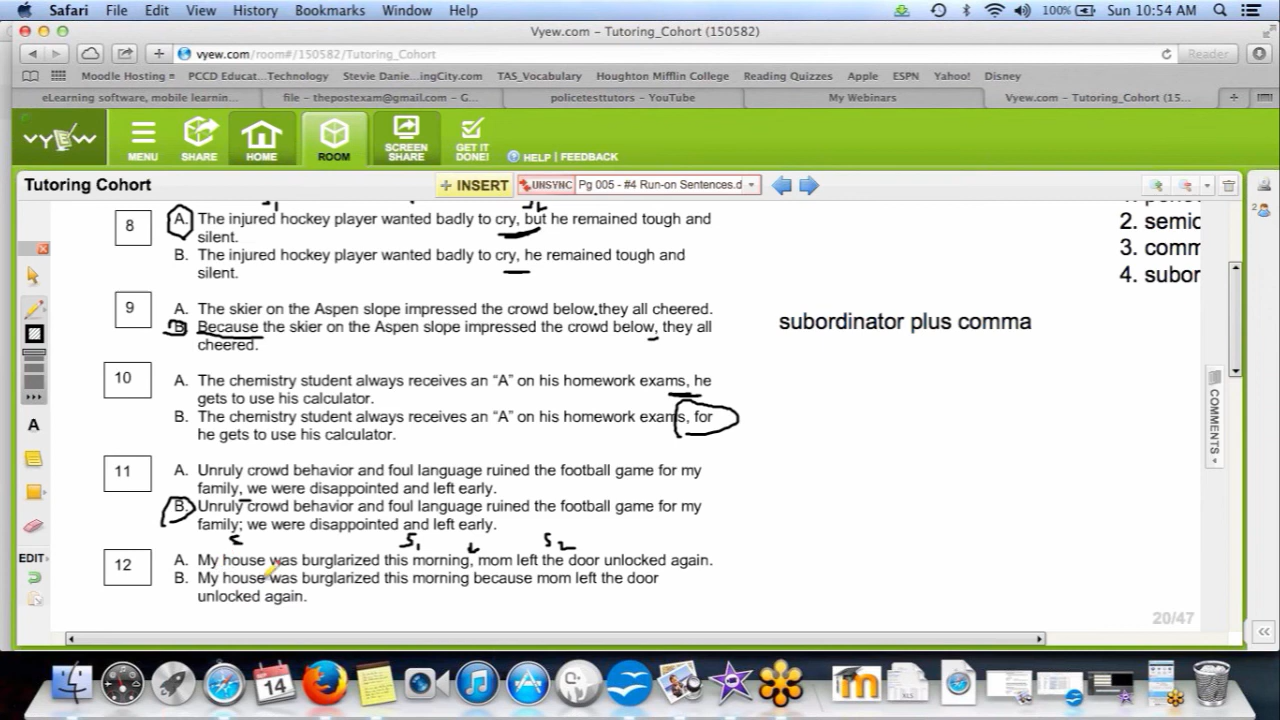 Safari File Edit View History Bookmarks Window Help 100% Sun 10:54 AM
Vyew.com – Tutoring_Cohort (150582)
vyew.com/room#/150582/Tutoring_Cohort Reader
Moodle Hosting PCCD Educat...Technology Stevie Danie...ingCity.com TAS_Vocabulary Houghton Mifflin College Reading Quizzes Apple ESPN Yahoo! Disney
eLearning software, mobile learnin... file – thepostexam@gmail.com – G... policetesttutors – YouTube My Webinars Vyew.com – Tutoring_Cohort (15...
VYEW MENU SHARE HOME ROOM SCREEN SHARE GET IT DONE! HELP | FEEDBACK
Tutoring Cohort + INSERT UNSYNC Pg 005 - #4 Run-on Sentences.d
S2
8 A. The injured hockey player wanted badly to cry, but he remained tough and
silent.
B. The injured hockey player wanted badly to cry, he remained tough and
silent.
2. semic
3. comm
4. subor
9 A. The skier on the Aspen slope impressed the crowd below,they all cheered.
B. Because the skier on the Aspen slope impressed the crowd below, they all
cheered.
subordinator plus comma
10 A. The chemistry student always receives an “A” on his homework exams, he
gets to use his calculator.
B. The chemistry student always receives an “A” on his homework exams, for
he gets to use his calculator.
11 A. Unruly crowd behavior and foul language ruined the football game for my
family, we were disappointed and left early.
B. Unruly crowd behavior and foul language ruined the football game for my
family; we were disappointed and left early.
S1 S2
12 A. My house was burglarized this morning, mom left the door unlocked again.
B. My house was burglarized this morning because mom left the door
unlocked again.
COMMENTS
A
EDIT
20/47
JUL
14